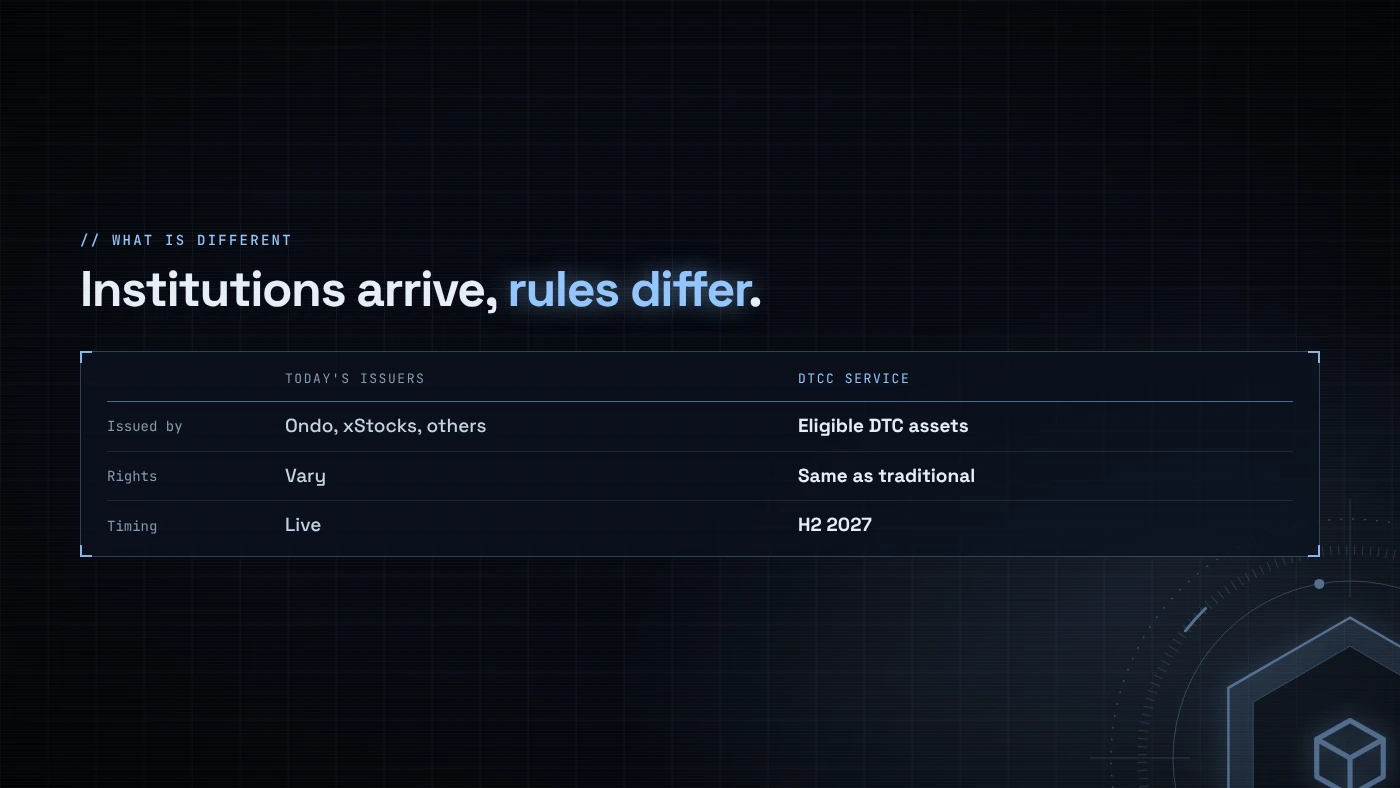 // WHAT IS DIFFERENT
Institutions arrive, rules differ.
TODAY'S ISSUERS DTCC SERVICE
Issued by Ondo, xStocks, others Eligible DTC assets
Rights Vary Same as traditional
Timing Live H2 2027